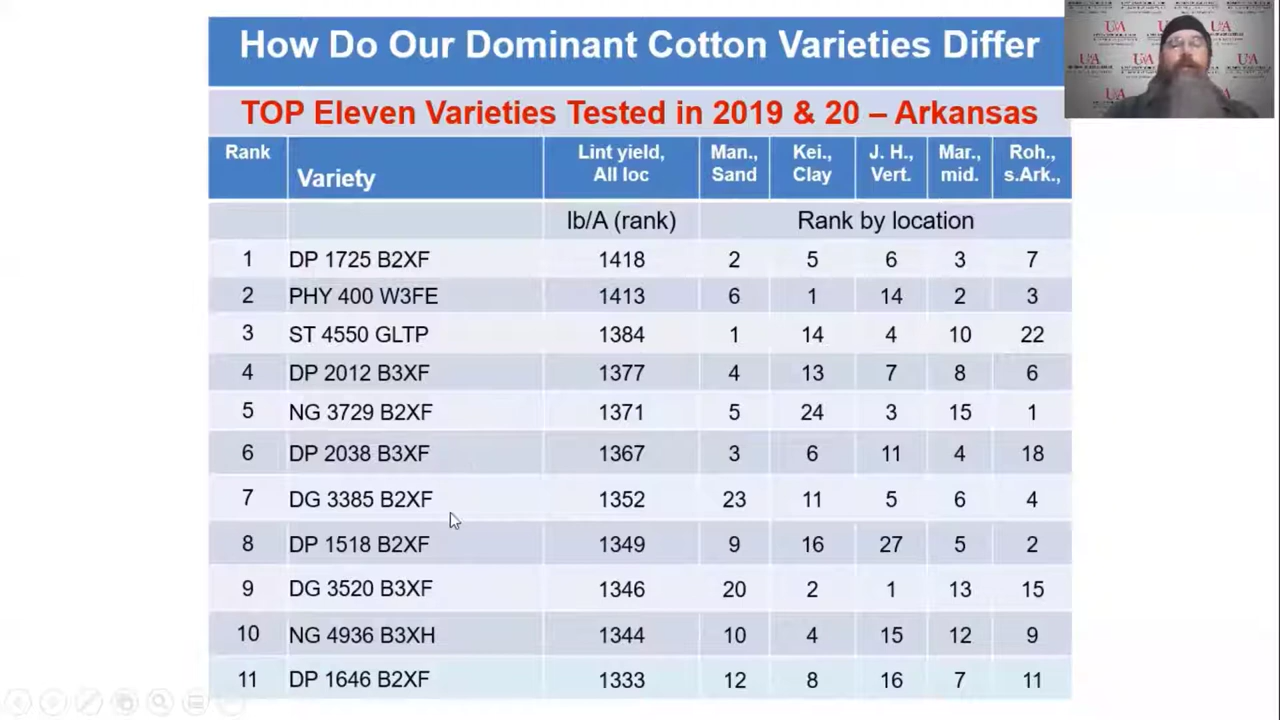 How Do Our Dominant Cotton Varieties Differ
TOP Eleven Varieties Tested in 2019 & 20 – Arkansas
Rank Variety Lint yield, All loc Man., Sand Kei., Clay J. H., Vert. Mar., mid. Roh., s.Ark.,
lb/A (rank) Rank by location
1 DP 1725 B2XF 1418 2 5 6 3 7
2 PHY 400 W3FE 1413 6 1 14 2 3
3 ST 4550 GLTP 1384 1 14 4 10 22
4 DP 2012 B3XF 1377 4 13 7 8 6
5 NG 3729 B2XF 1371 5 24 3 15 1
6 DP 2038 B3XF 1367 3 6 11 4 18
7 DG 3385 B2XF 1352 23 11 5 6 4
8 DP 1518 B2XF 1349 9 16 27 5 2
9 DG 3520 B3XF 1346 20 2 1 13 15
10 NG 4936 B3XH 1344 10 4 15 12 9
11 DP 1646 B2XF 1333 12 8 16 7 11